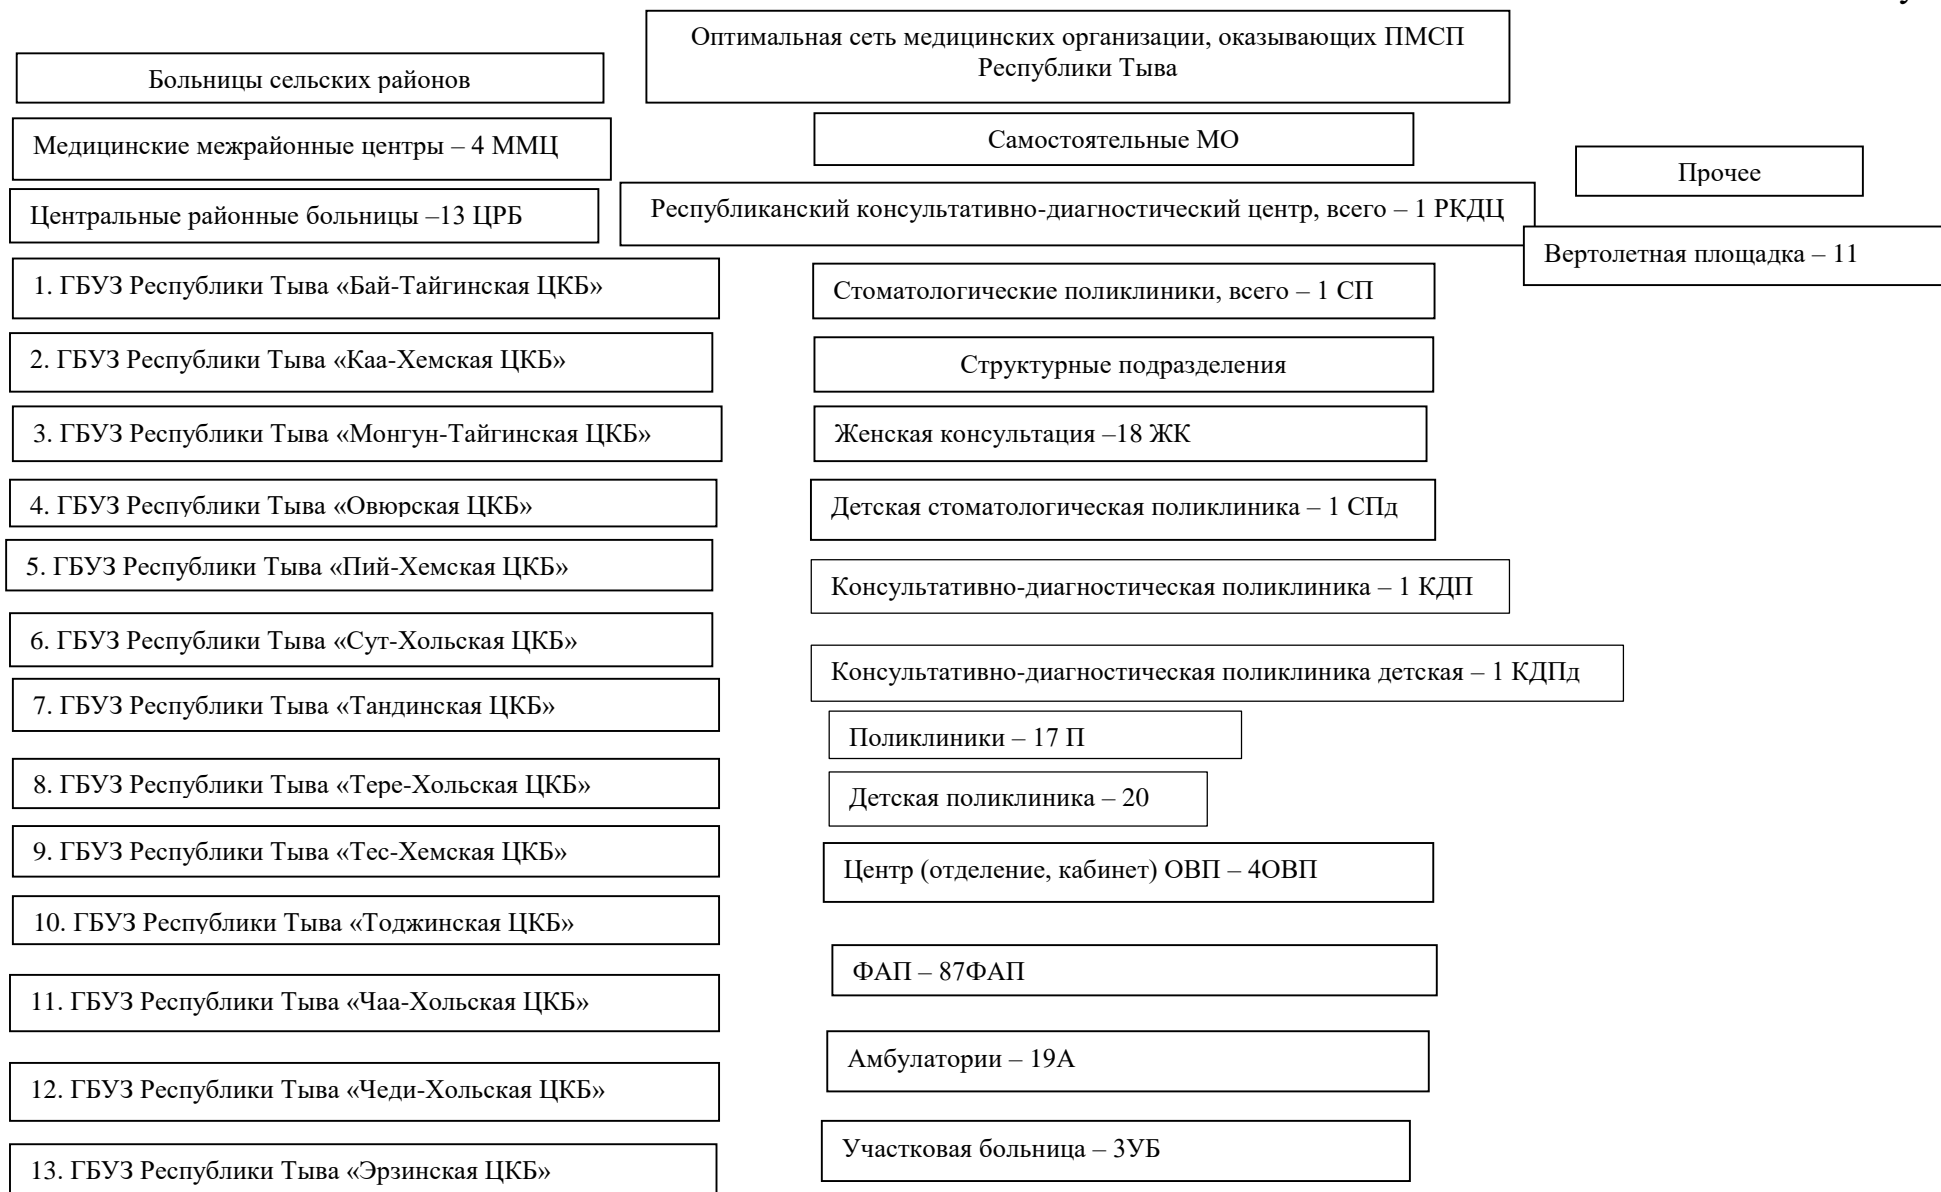 Оптимальная сеть медицинских организации, оказывающих ПМСП
Республики Тыва
Больницы сельских районов
Медицинские межрайонные центры – 4 ММЦ
Центральные районные больницы –13 ЦРБ
1. ГБУЗ Республики Тыва «Бай-Тайгинская ЦКБ»
2. ГБУЗ Республики Тыва «Каа-Хемская ЦКБ»
3. ГБУЗ Республики Тыва «Монгун-Тайгинская ЦКБ»
4. ГБУЗ Республики Тыва «Овюрская ЦКБ»
5. ГБУЗ Республики Тыва «Пий-Хемская ЦКБ»
6. ГБУЗ Республики Тыва «Сут-Хольская ЦКБ»
7. ГБУЗ Республики Тыва «Тандинская ЦКБ»
8. ГБУЗ Республики Тыва «Тере-Хольская ЦКБ»
9. ГБУЗ Республики Тыва «Тес-Хемская ЦКБ»
10. ГБУЗ Республики Тыва «Тоджинская ЦКБ»
11. ГБУЗ Республики Тыва «Чаа-Хольская ЦКБ»
12. ГБУЗ Республики Тыва «Чеди-Хольская ЦКБ»
13. ГБУЗ Республики Тыва «Эрзинская ЦКБ»
Самостоятельные МО
Республиканский консультативно-диагностический центр, всего – 1 РКДЦ
Стоматологические поликлиники, всего – 1 СП
Структурные подразделения
Женская консультация –18 ЖК
Детская стоматологическая поликлиника – 1 СПд
Консультативно-диагностическая поликлиника – 1 КДП
Консультативно-диагностическая поликлиника детская – 1 КДПд
Поликлиники – 17 П
Детская поликлиника – 20
Центр (отделение, кабинет) ОВП – 4ОВП
ФАП – 87ФАП
Амбулатории – 19А
Участковая больница – 3УБ
Прочее
Вертолетная площадка – 11